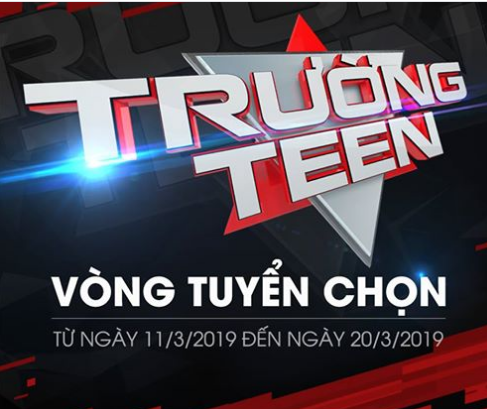 TRƯỜNG
TEEN
VÒNG TUYỂN CHỌN
TỪ NGÀY 11/3/2019 ĐẾN NGÀY 20/3/2019